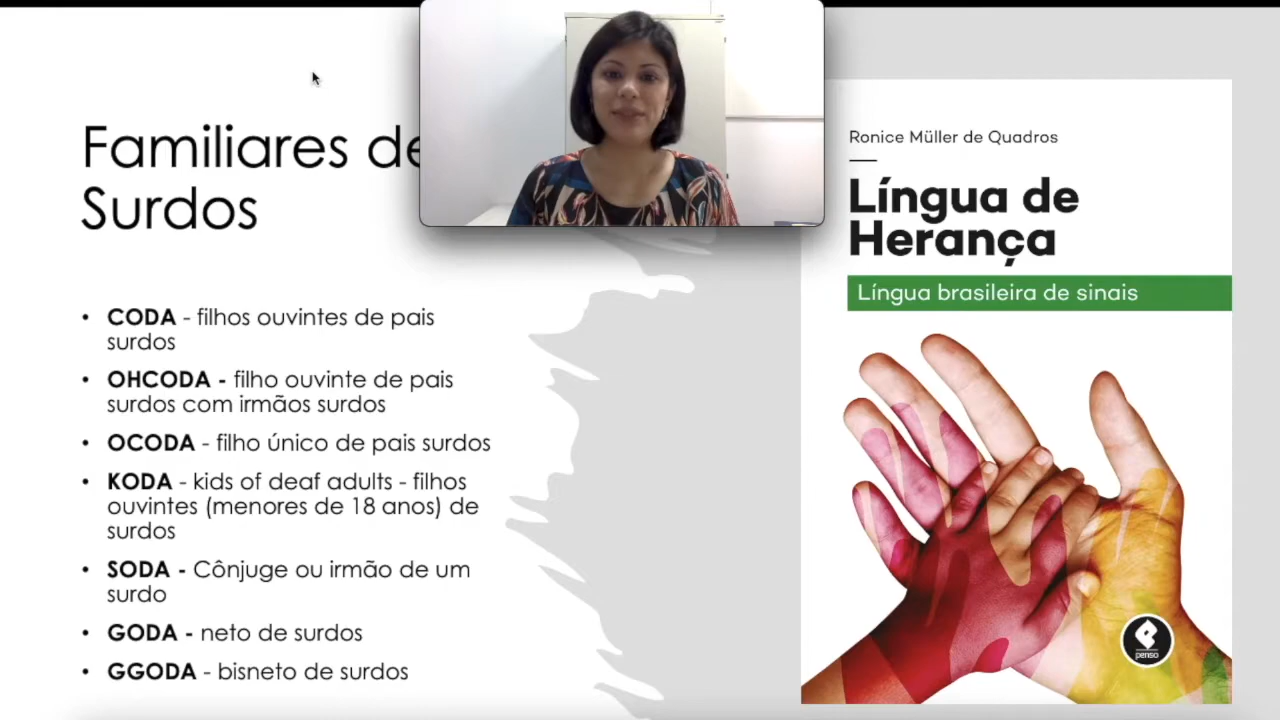 Familiares de
Surdos
• CODA - filhos ouvintes de pais
surdos
• OHCODA - filho ouvinte de pais
surdos com irmãos surdos
• OCODA - filho único de pais surdos
• KODA - kids of deaf adults - filhos
ouvintes (menores de 18 anos) de
surdos
• SODA - Cônjuge ou irmão de um
surdo
• GODA - neto de surdos
• GGODA - bisneto de surdos
Ronice Müller de Quadros
Língua de
Herança
Língua brasileira de sinais
penso